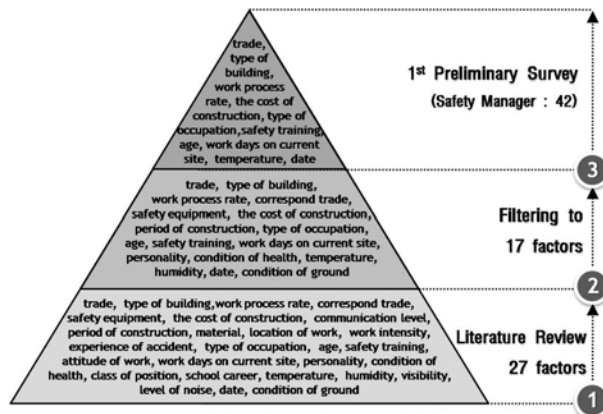 trade,
type of
building,
work process
rate, the cost of
construction, type of
occupation,safety training,
age, work days on current
site, temperature, date
1st Preliminary Survey
(Safety Manager : 42)
3
trade, type of building,
work process rate, correspond trade,
safety equipment, the cost of construction,
period of construction, type of occupation,
age, safety training, work days on current site,
personality, condition of health, temperature,
humidity, date, condition of ground
Filtering to
17 factors
2
trade, type of building,work process rate, correspond trade,
safety equipment, the cost of construction, communication level,
period of construction, material, location of work, work intensity,
experience of accident, type of occupation, age, safety training,
attitude of work, work days on current site, personality, condition of
health, class of position, school career, temperature, humidity, visibility,
level of noise, date, condition of ground
Literature Review
27 factors
1